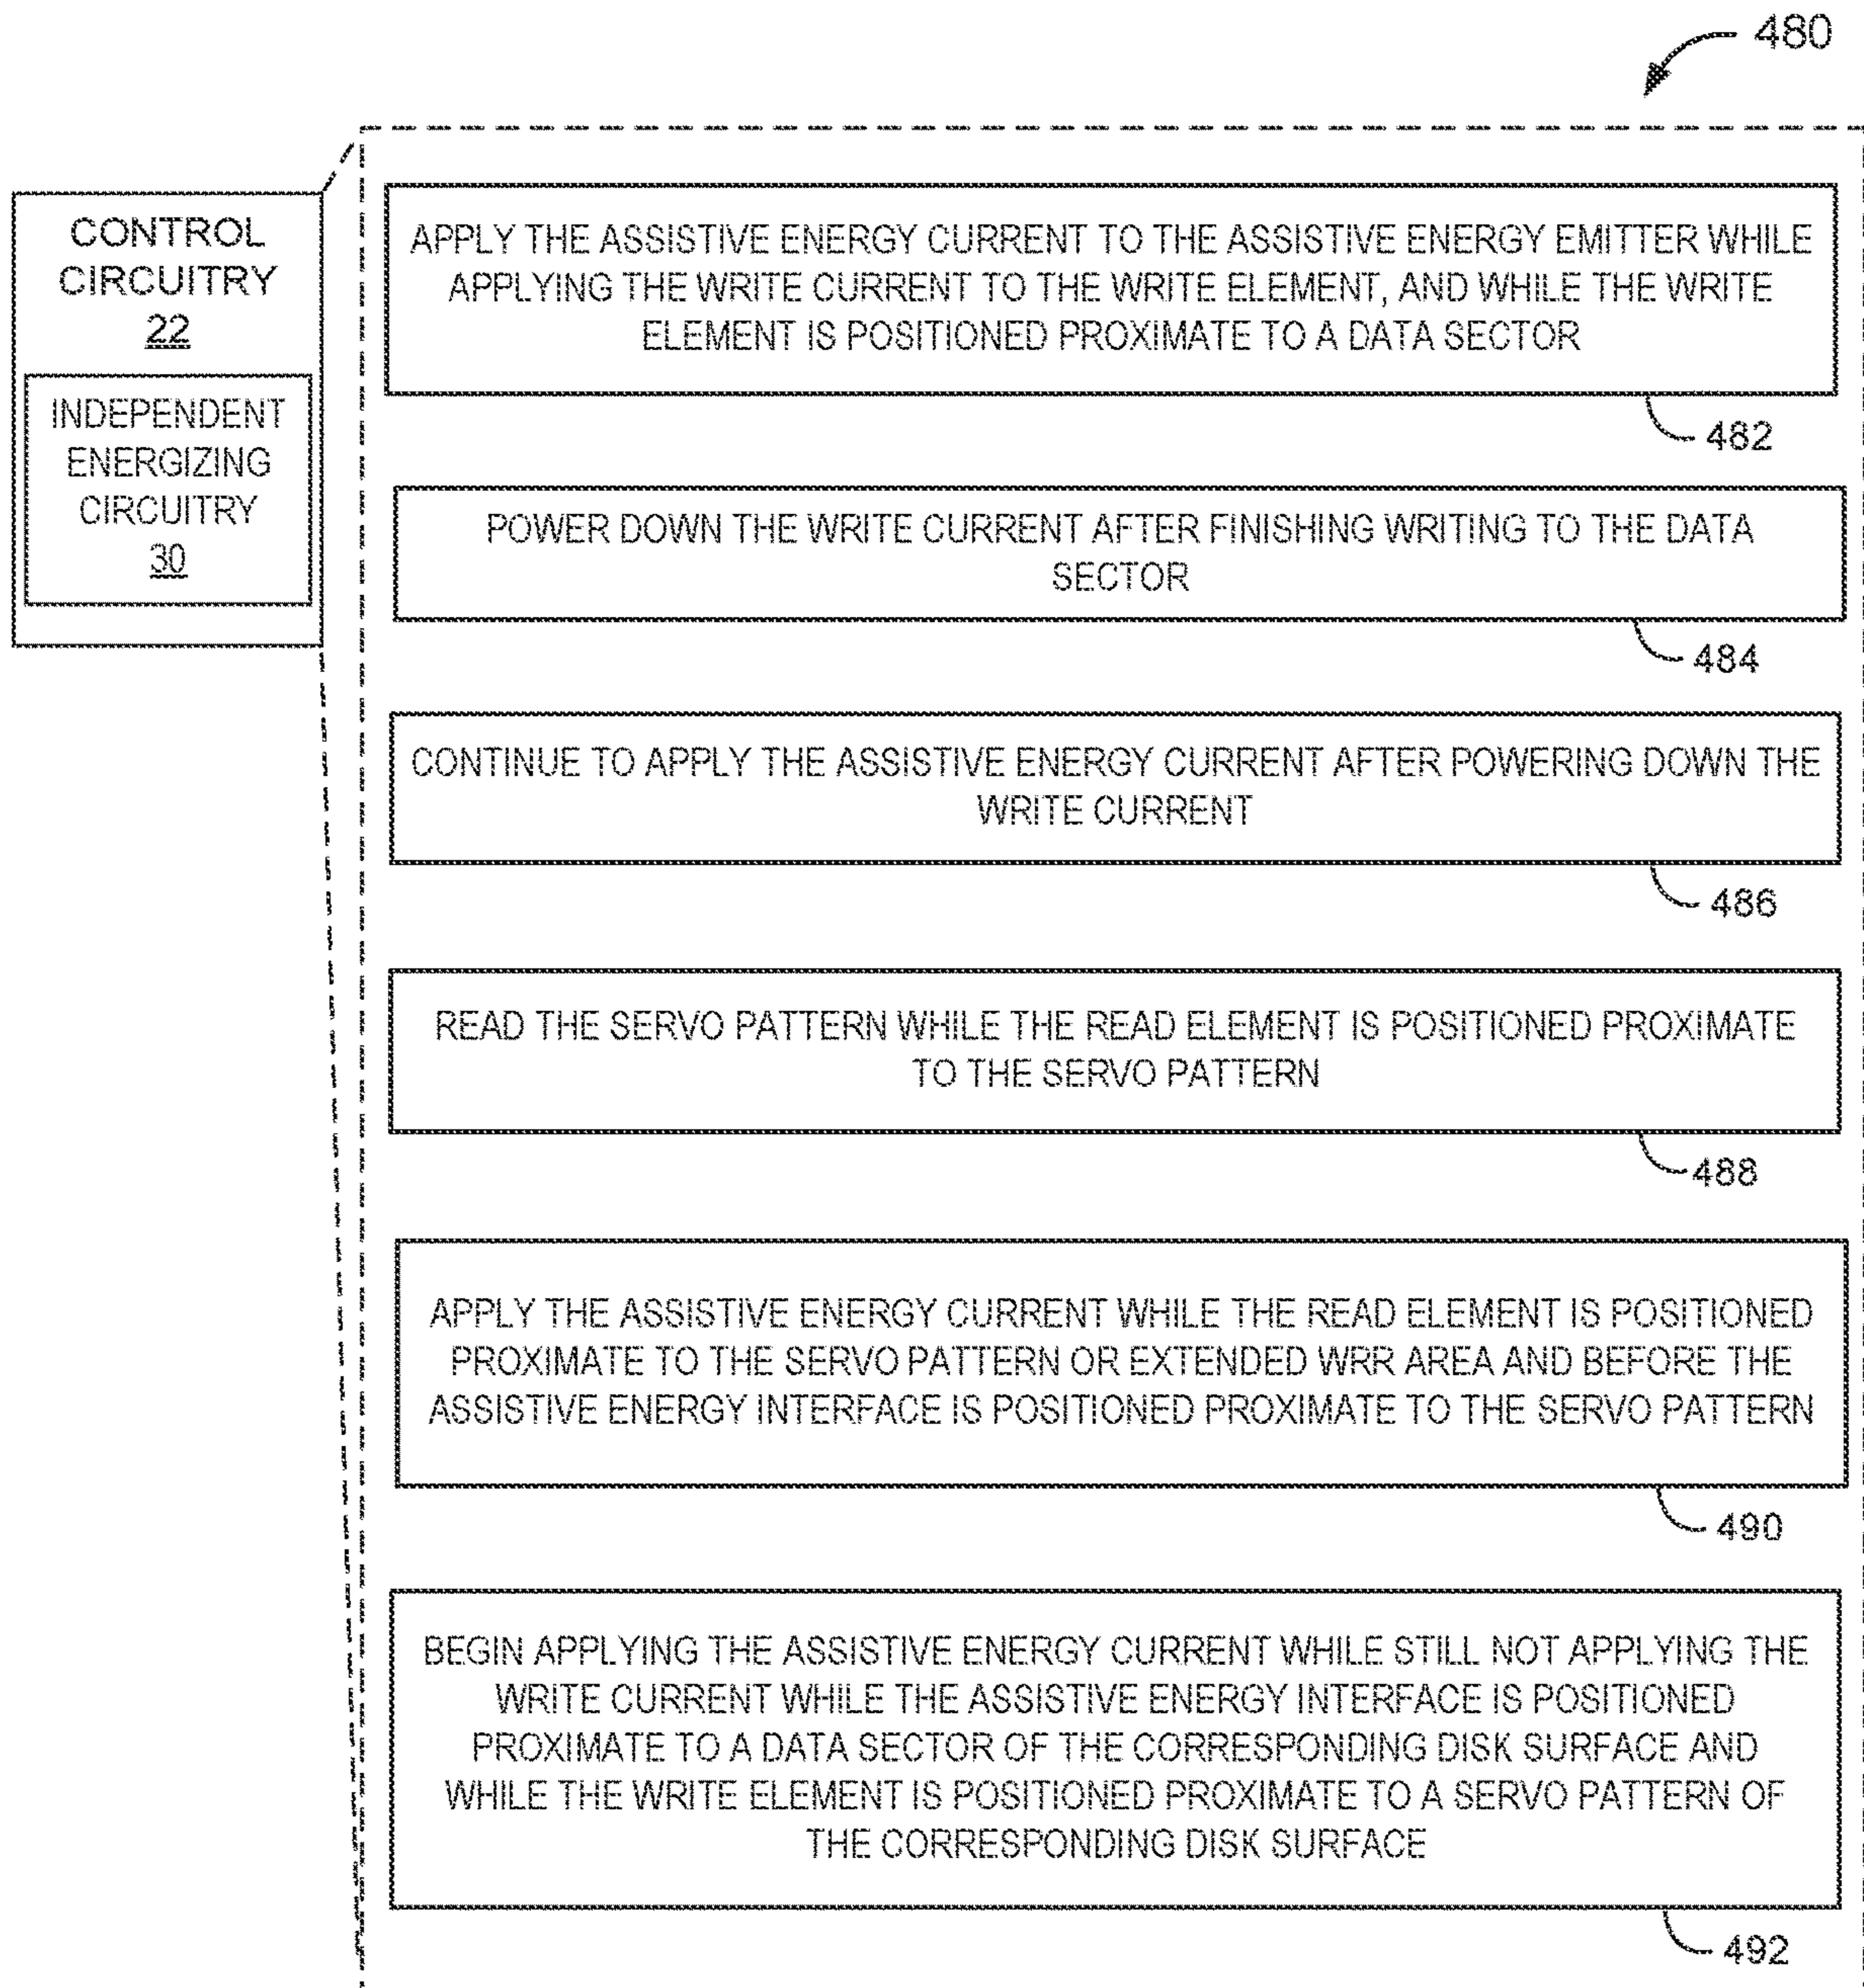 480
CONTROL
CIRCUITRY
22
INDEPENDENT
ENERGIZING
CIRCUITRY
30
APPLY THE ASSISTIVE ENERGY CURRENT TO THE ASSISTIVE ENERGY EMITTER WHILE
APPLYING THE WRITE CURRENT TO THE WRITE ELEMENT, AND WHILE THE WRITE
ELEMENT IS POSITIONED PROXIMATE TO A DATA SECTOR
482
POWER DOWN THE WRITE CURRENT AFTER FINISHING WRITING TO THE DATA
SECTOR
484
CONTINUE TO APPLY THE ASSISTIVE ENERGY CURRENT AFTER POWERING DOWN THE
WRITE CURRENT
486
READ THE SERVO PATTERN WHILE THE READ ELEMENT IS POSITIONED PROXIMATE
TO THE SERVO PATTERN
488
APPLY THE ASSISTIVE ENERGY CURRENT WHILE THE READ ELEMENT IS POSITIONED
PROXIMATE TO THE SERVO PATTERN OR EXTENDED WRR AREA AND BEFORE THE
ASSISTIVE ENERGY INTERFACE IS POSITIONED PROXIMATE TO THE SERVO PATTERN
490
BEGIN APPLYING THE ASSISTIVE ENERGY CURRENT WHILE STILL NOT APPLYING THE
WRITE CURRENT WHILE THE ASSISTIVE ENERGY INTERFACE IS POSITIONED
PROXIMATE TO A DATA SECTOR OF THE CORRESPONDING DISK SURFACE AND
WHILE THE WRITE ELEMENT IS POSITIONED PROXIMATE TO A SERVO PATTERN OF
THE CORRESPONDING DISK SURFACE
492